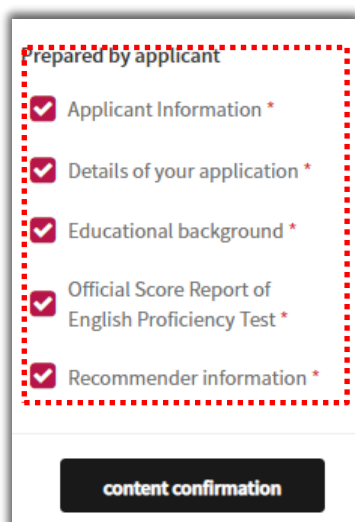 Prepared by applicant
Applicant Information *
Details of your application *
Educational background *
Official Score Report of
English Proficiency Test *
Recommender information *
content confirmation